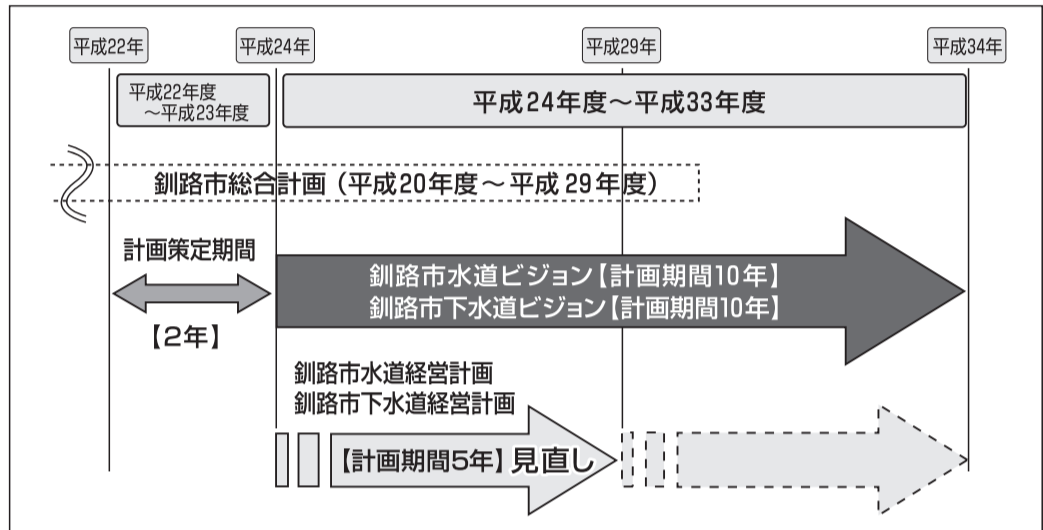 平成22年
平成24年
平成29年
平成34年
平成22年度
～平成23年度
平成24年度～平成33年度
釧路市総合計画（平成20年度～平成29年度）
計画策定期間
【2年】
釧路市水道ビジョン【計画期間10年】
釧路市下水道ビジョン【計画期間10年】
釧路市水道経営計画
釧路市下水道経営計画
【計画期間5年】見直し